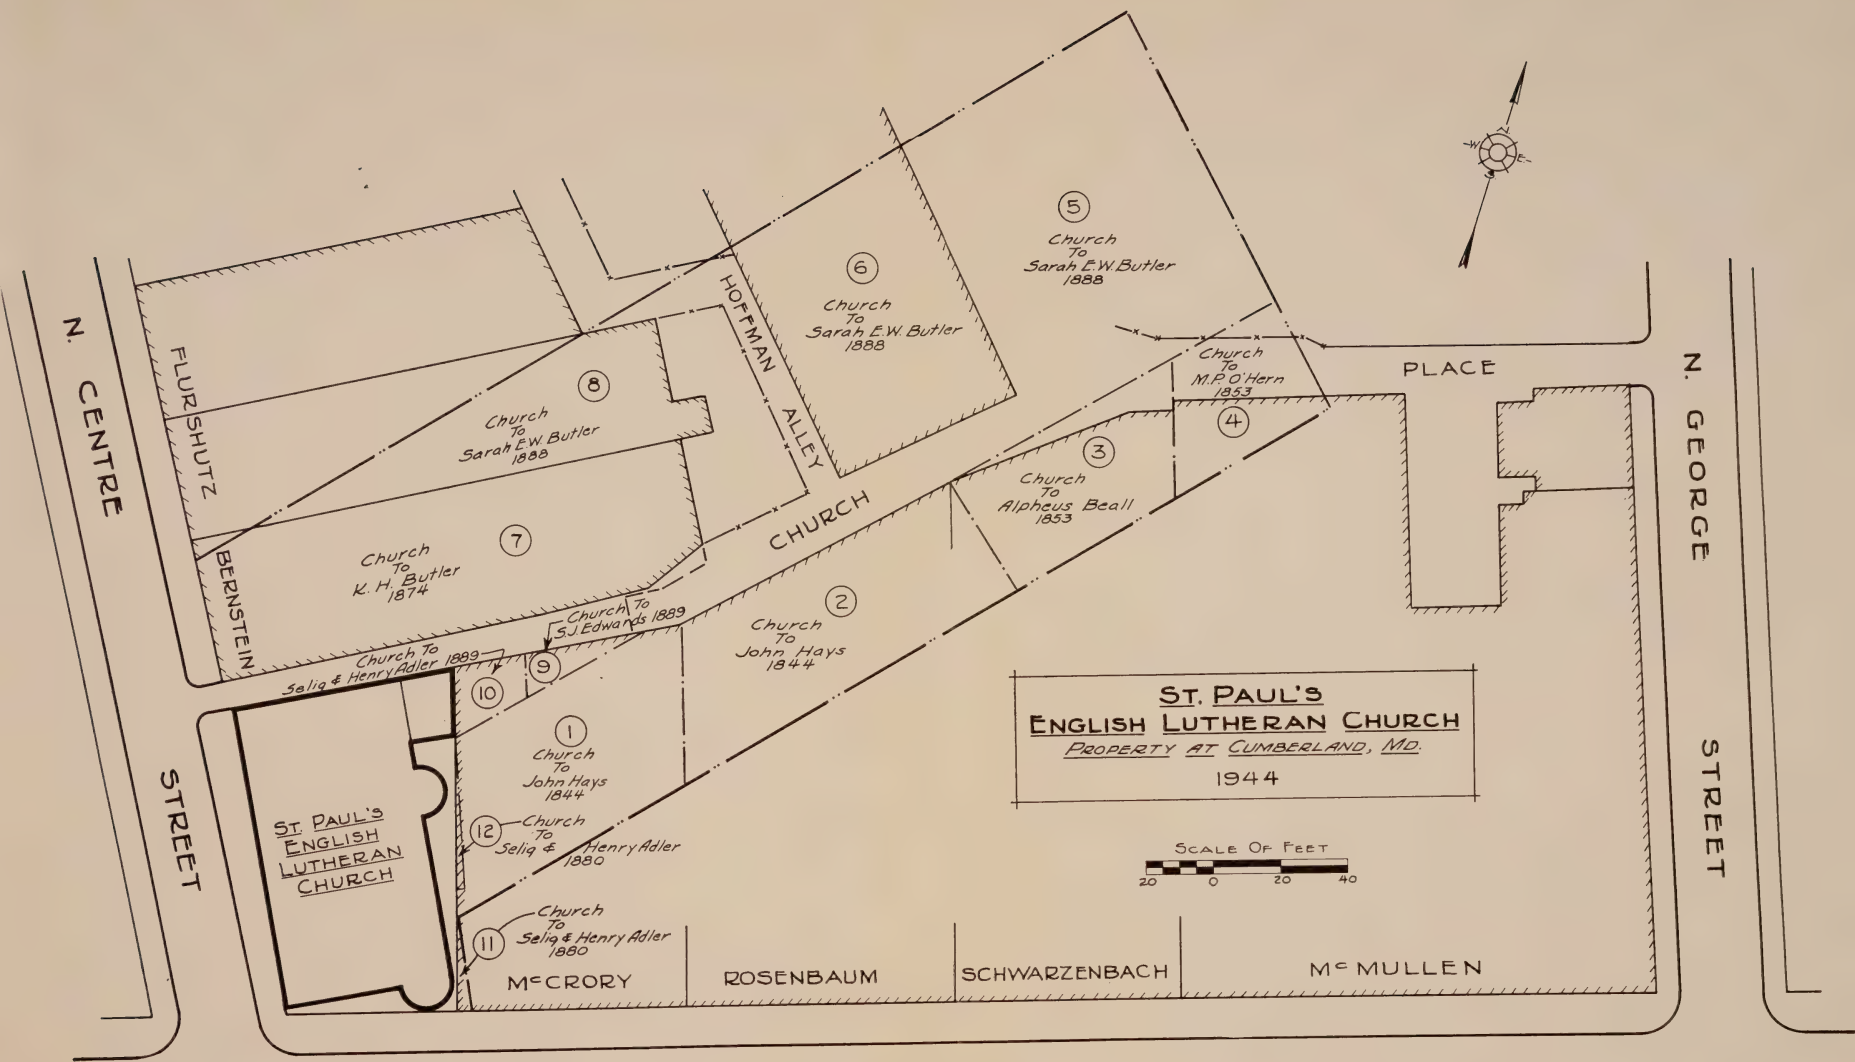 N. CENTRE
STREET
FLURSHUTZ
BERNSTEIN
HOFFMAN
ALLEY
CHURCH
PLACE
N. GEORGE
STREET
N
W
E
S
5
Church
To
Sarah E.W. Butler
1888
6
Church
To
Sarah E.W. Butler
1888
8
Church
To
Sarah E.W. Butler
1888
7
Church
To
K. H. Butler
1874
Church
To
M.P. O'Hern
1853
4
3
Church
To
Alpheus Beall
1853
2
Church
To
John Hays
1844
Church To
S.J. Edwards 1889
9
Church To
Selig & Henry Adler 1889
10
1
Church
To
John Hays
1844
12
Church
To
Selig & Henry Adler
1880
11
Church
To
Selig & Henry Adler
1880
ST. PAUL'S
ENGLISH
LUTHERAN
CHURCH
McCRORY
ROSENBAUM
SCHWARZENBACH
McMULLEN
ST. PAUL'S
ENGLISH LUTHERAN CHURCH
PROPERTY AT CUMBERLAND, MD.
1944
SCALE OF FEET
20 0 20 40